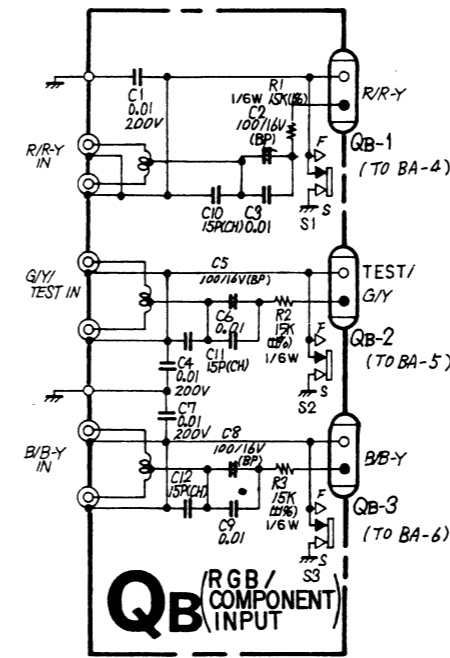 C1
0.01
200V
R1
15K(1%)
1/6W
C2
100/16V
(BP)
R/R-Y
R/R-Y
IN
F
QB-1
(TO BA-4)
C10
15P(CH)
C3
0.01
S
S1
G/Y/
TEST IN
C5
100/16V(BP)
TEST/
G/Y
C6
0.01
R2
15K
(1%)
1/6W
QB-2
(TO BA-5)
C11
15P(CH)
C4
0.01
200V
F
S
S2
C7
0.01
200V
C8
100/16V
(BP)
B/B-Y
IN
B/B-Y
C12
15P(CH)
R3
15K
(1%)
1/6W
C9
0.01
F
QB-3
(TO BA-6)
S
S3
QB (RGB/
COMPONENT
INPUT)